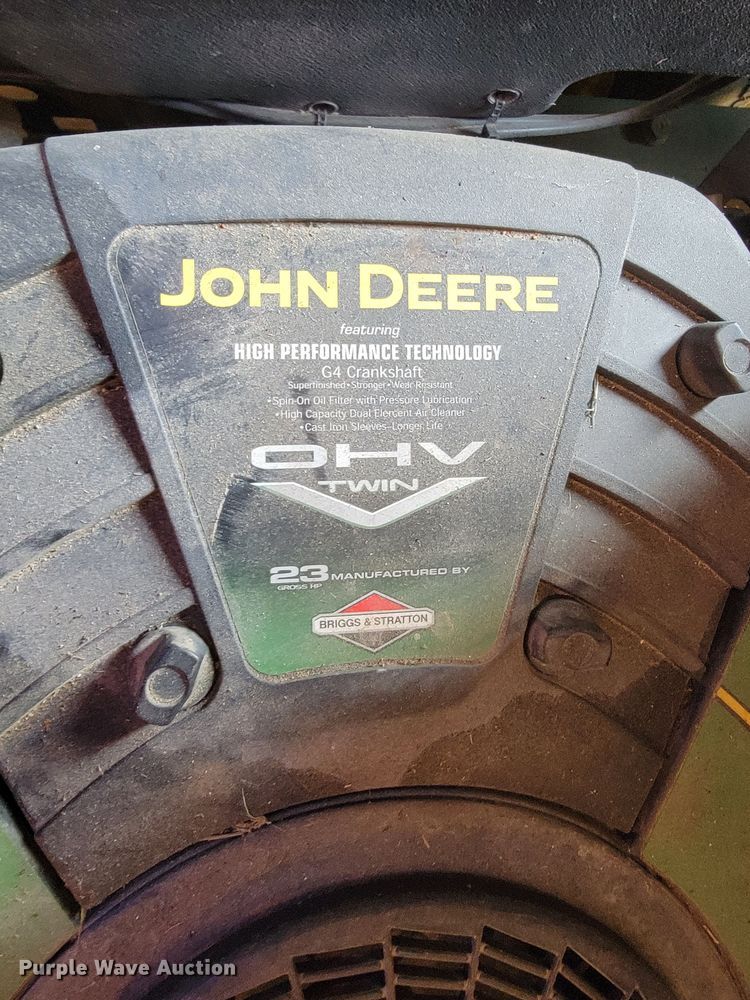 JOHN DEERE
featuring
HIGH PERFORMANCE TECHNOLOGY
G4 Crankshaft
Superfinished•Stronger•Wear Resistant
•Spin-On Oil Filter with Pressure Lubrication
•High Capacity Dual Element Air Cleaner
•Cast Iron Sleeves-Longer Life
OHV
TWIN
23 MANUFACTURED BY
GROSS HP
BRIGGS & STRATTON
Purple Wave Auction